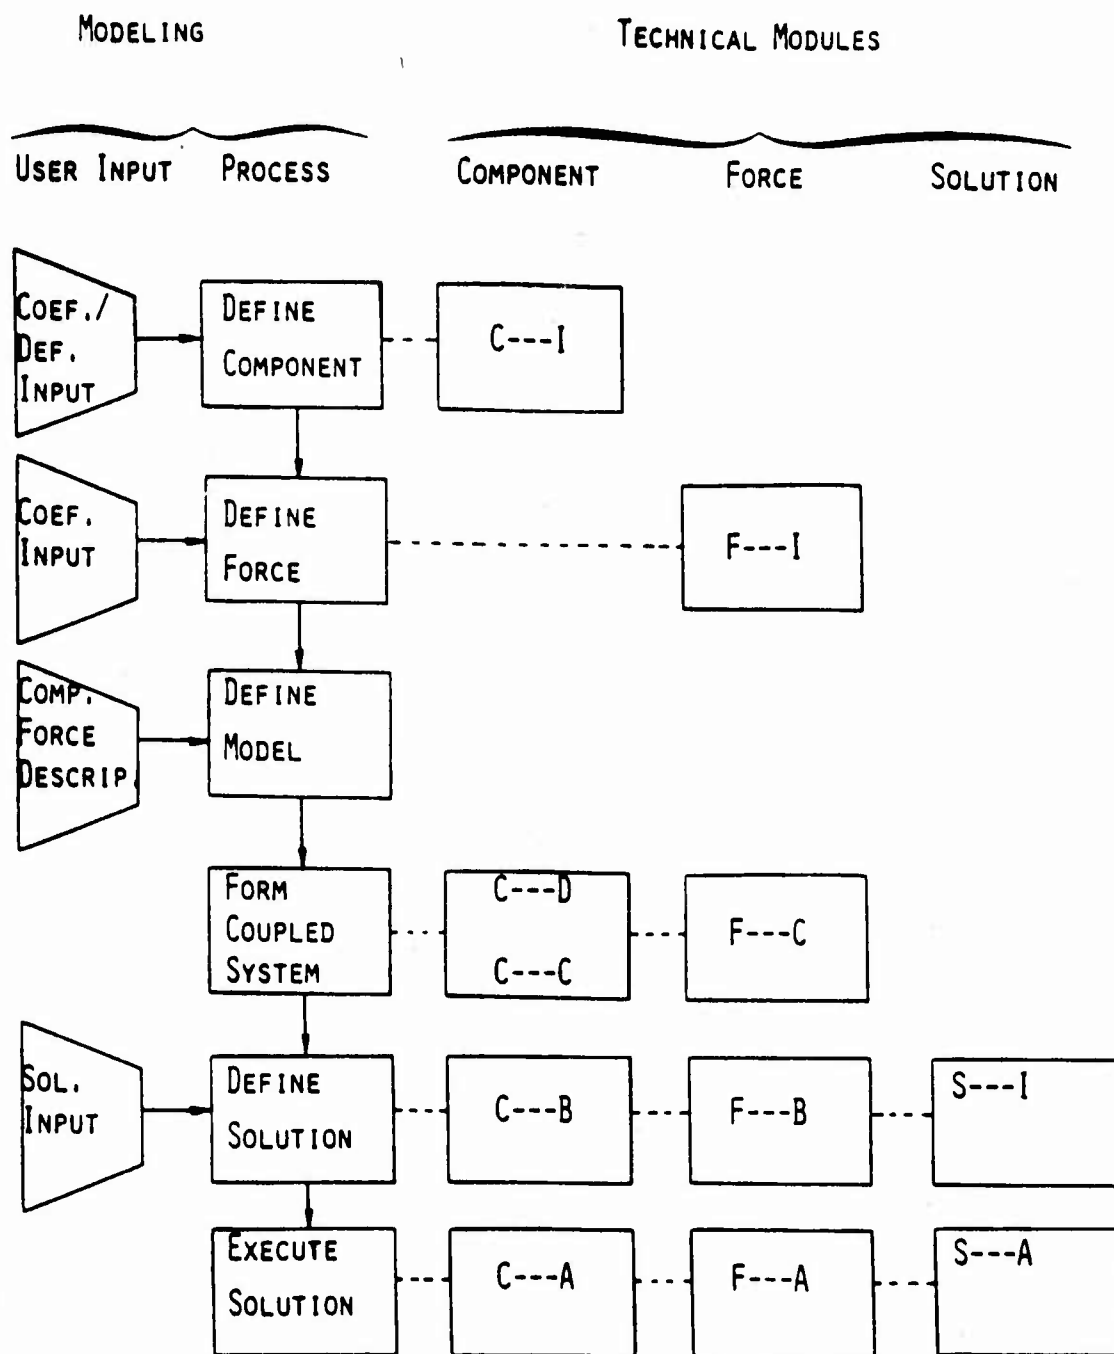 MODELING
TECHNICAL MODULES
USER INPUT PROCESS COMPONENT FORCE SOLUTION
COEF./
DEF.
INPUT
DEFINE
COMPONENT
C---I
COEF.
INPUT
DEFINE
FORCE
F---I
COMP.
FORCE
DESCRIP.
DEFINE
MODEL
FORM
COUPLED
SYSTEM
C---D
C---C
F---C
SOL.
INPUT
DEFINE
SOLUTION
C---B
F---B
S---I
EXECUTE
SOLUTION
C---A
F---A
S---A